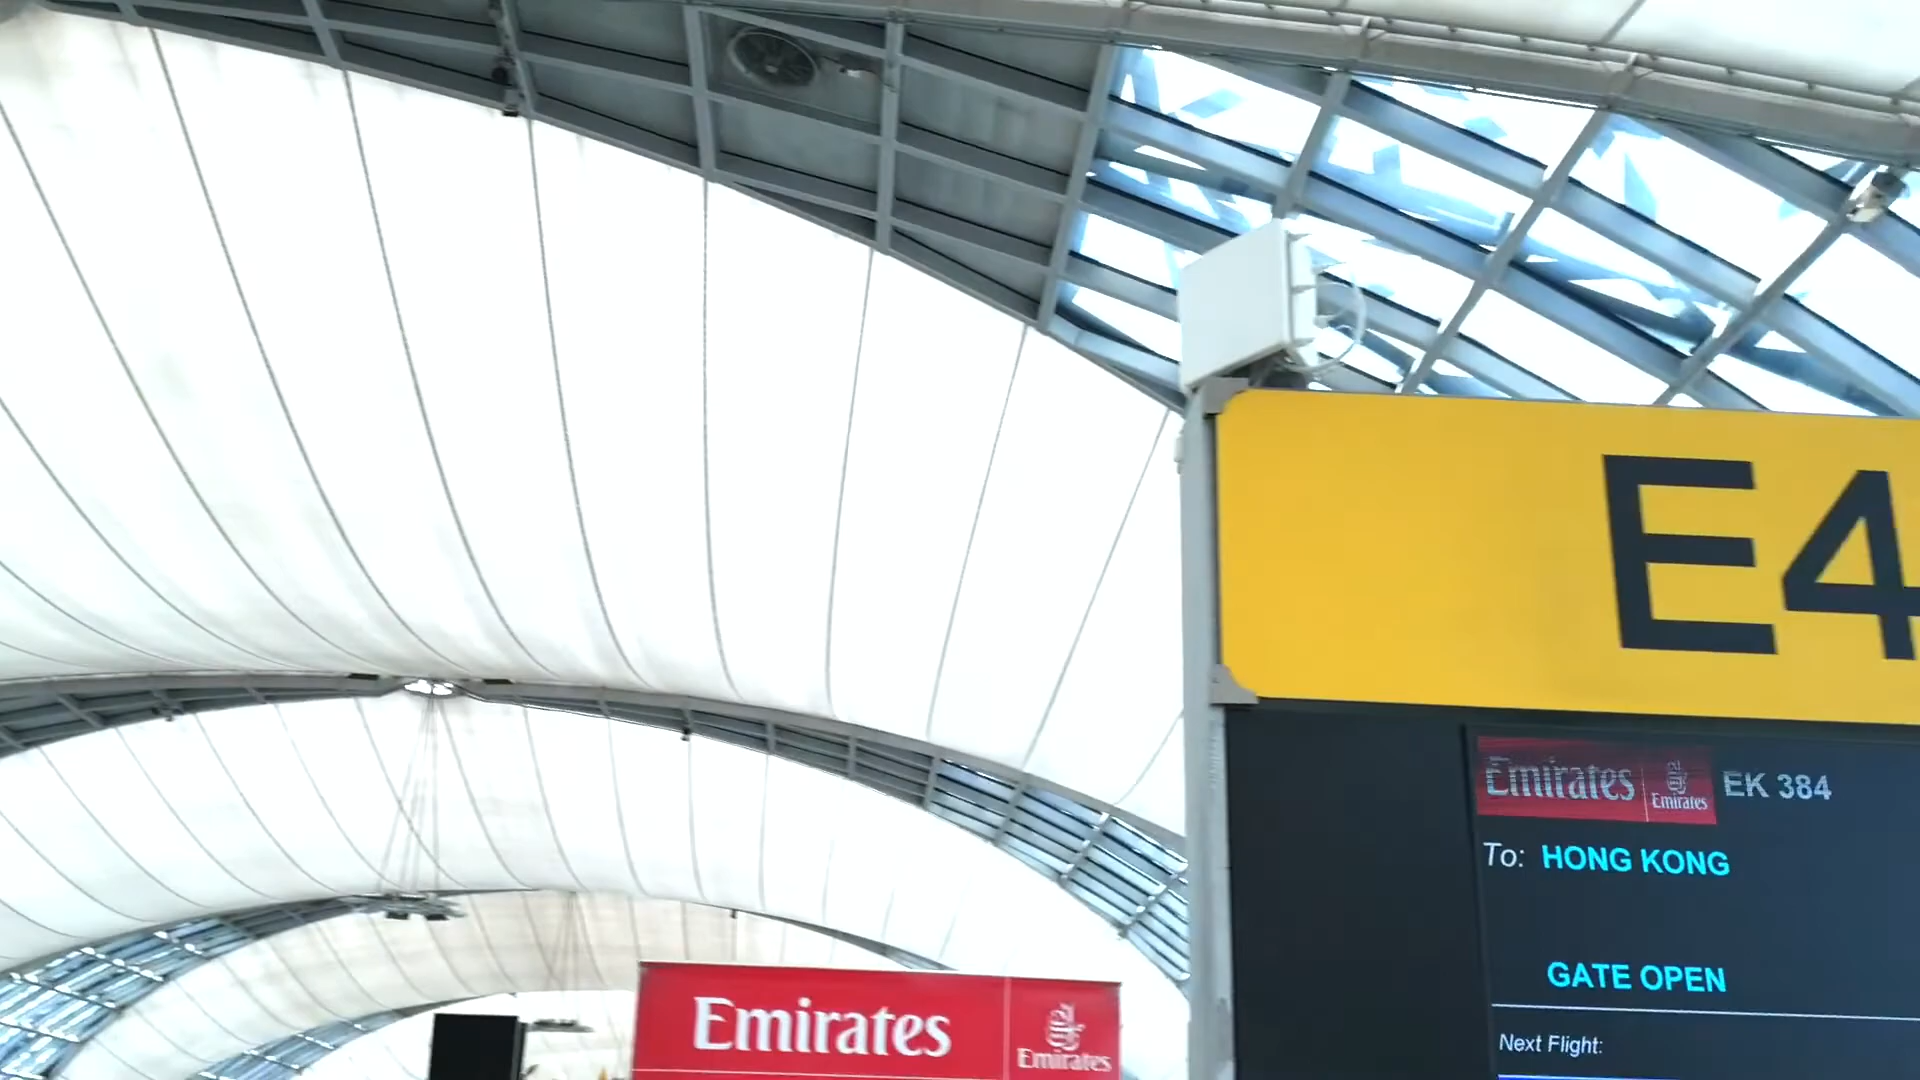 E4
Emirates
Emirates
EK 384
To: HONG KONG
GATE OPEN
Next Flight:
Emirates
Emirates